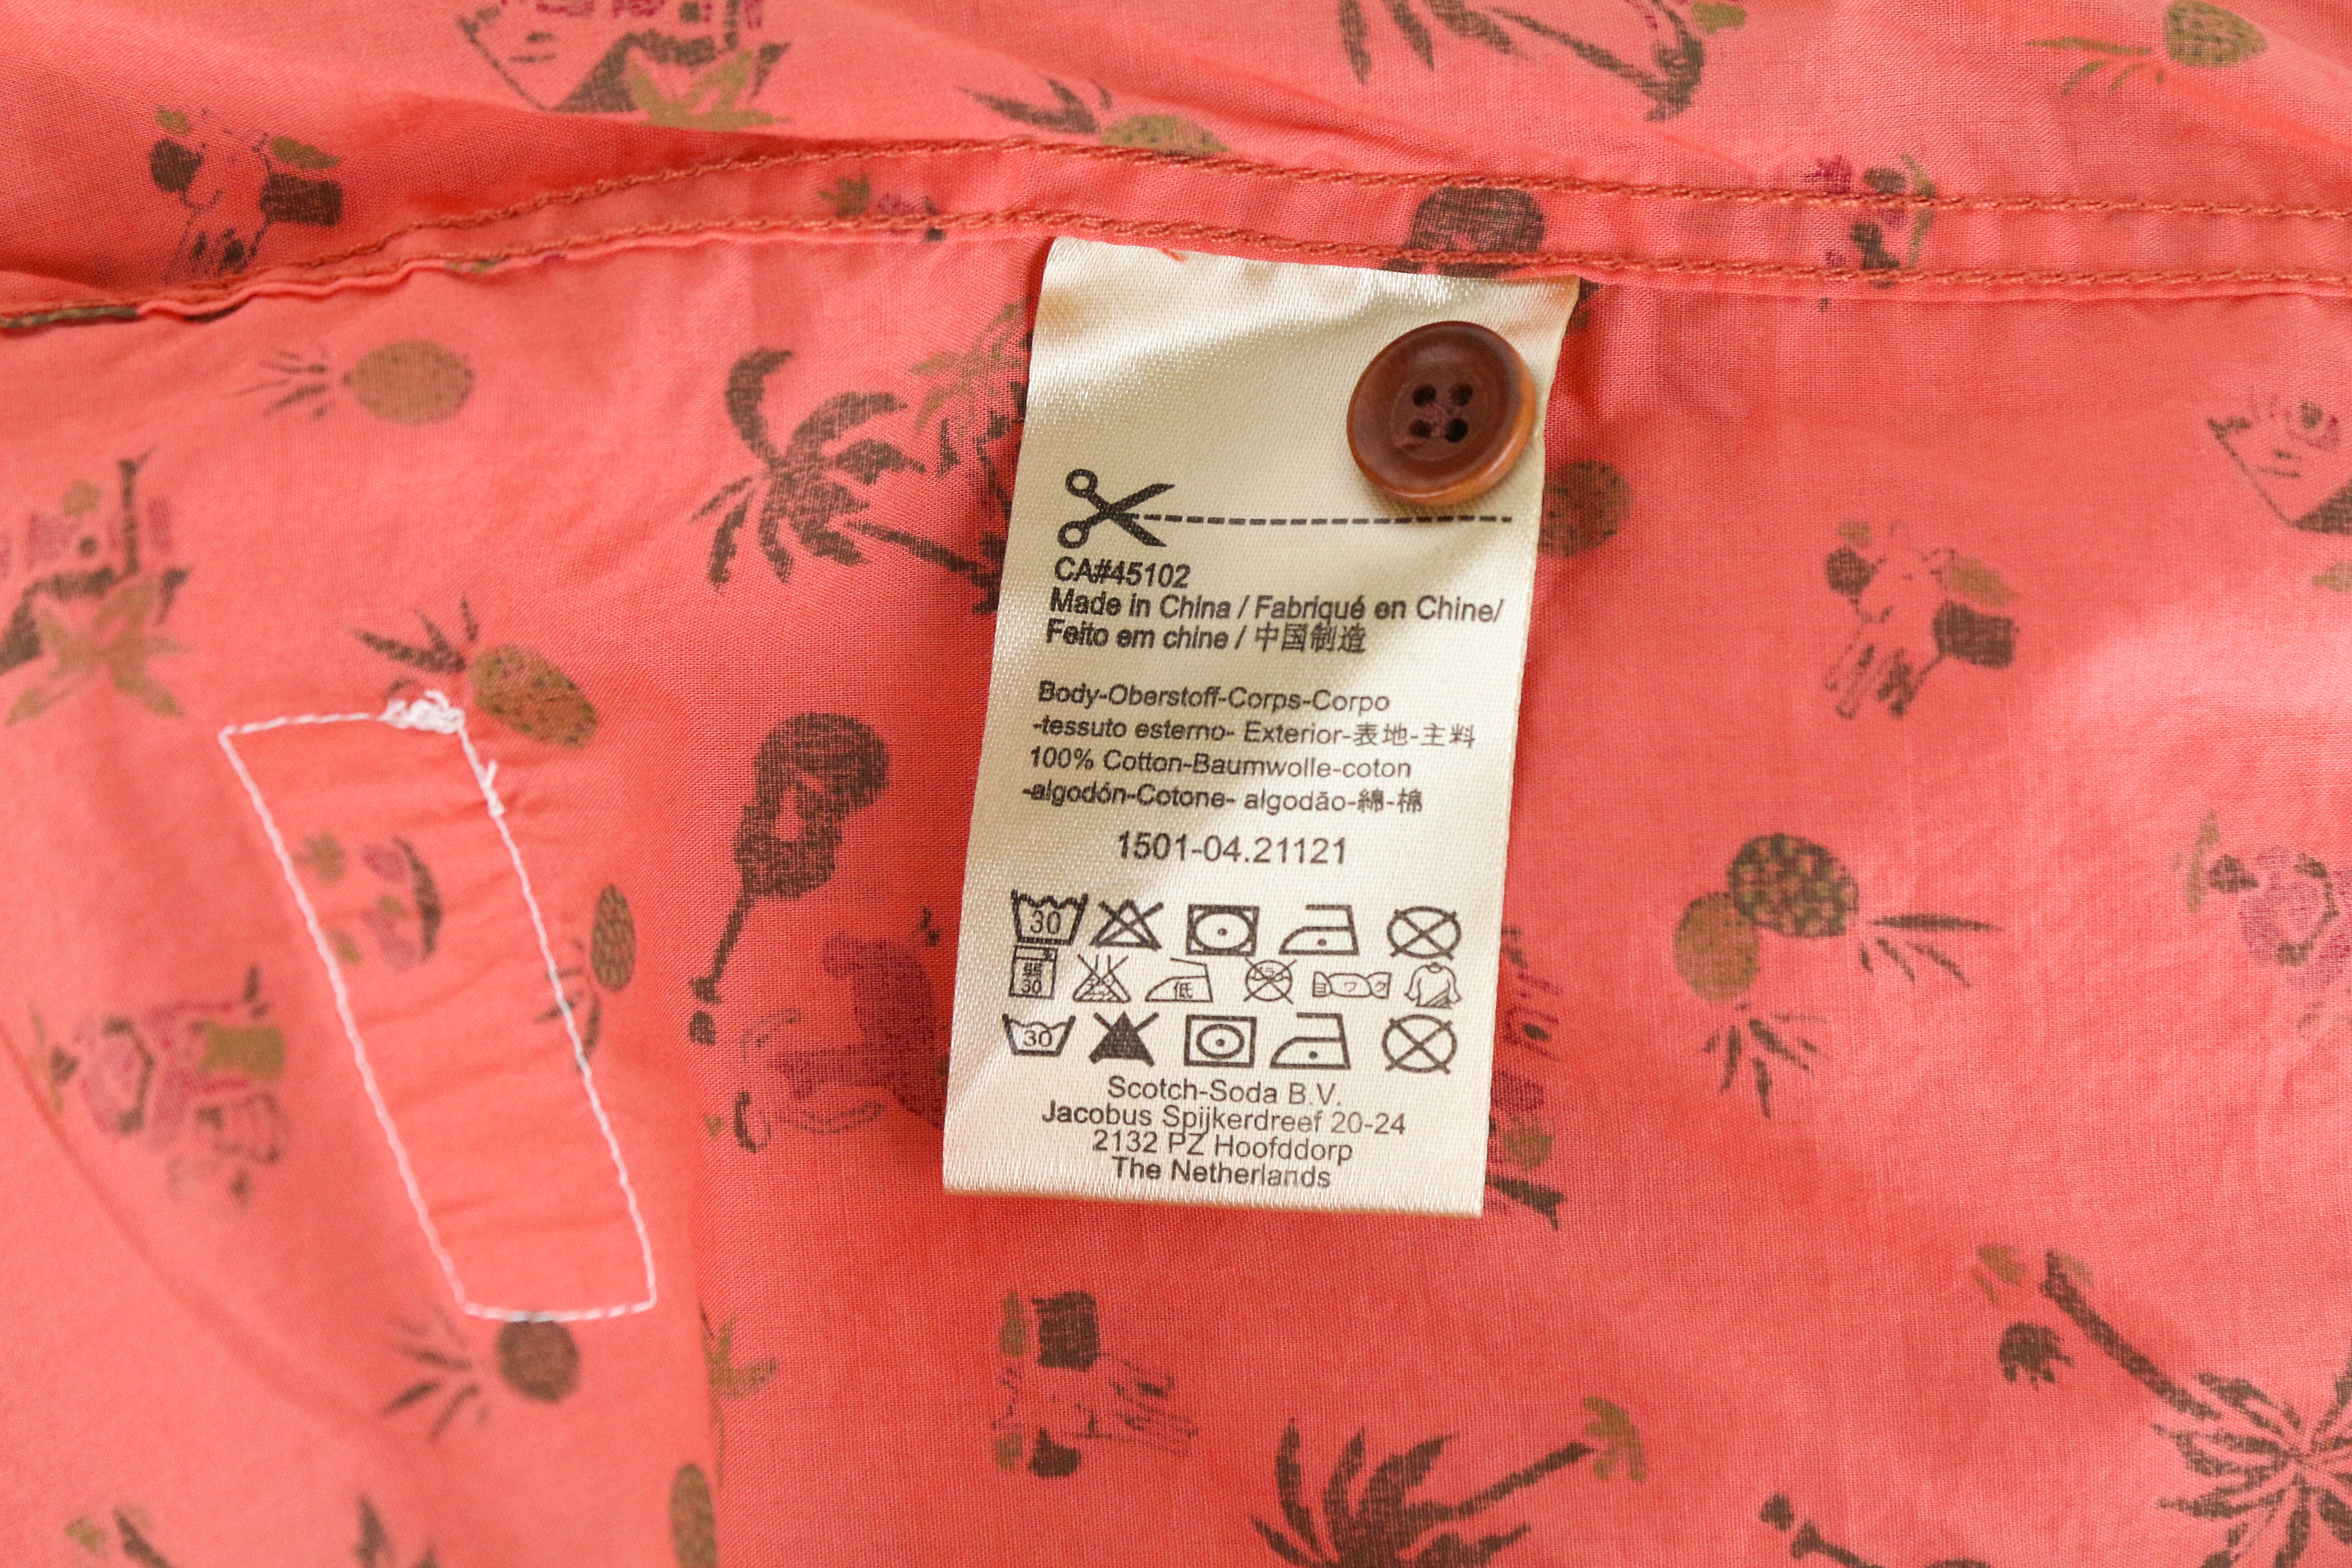 CA#45102
Made in China / Fabriqué en Chine/
Feito em chine / 中国制造
Body-Oberstoff-Corps-Corpo
-tessuto esterno- Exterior-表地-主料
100% Cotton-Baumwolle-coton
-algodón-Cotone- algodão-綿-棉
1501-04.21121
30
30 低
30
Scotch-Soda B.V.
Jacobus Spijkerdreef 20-24
2132 PZ Hoofddorp
The Netherlands